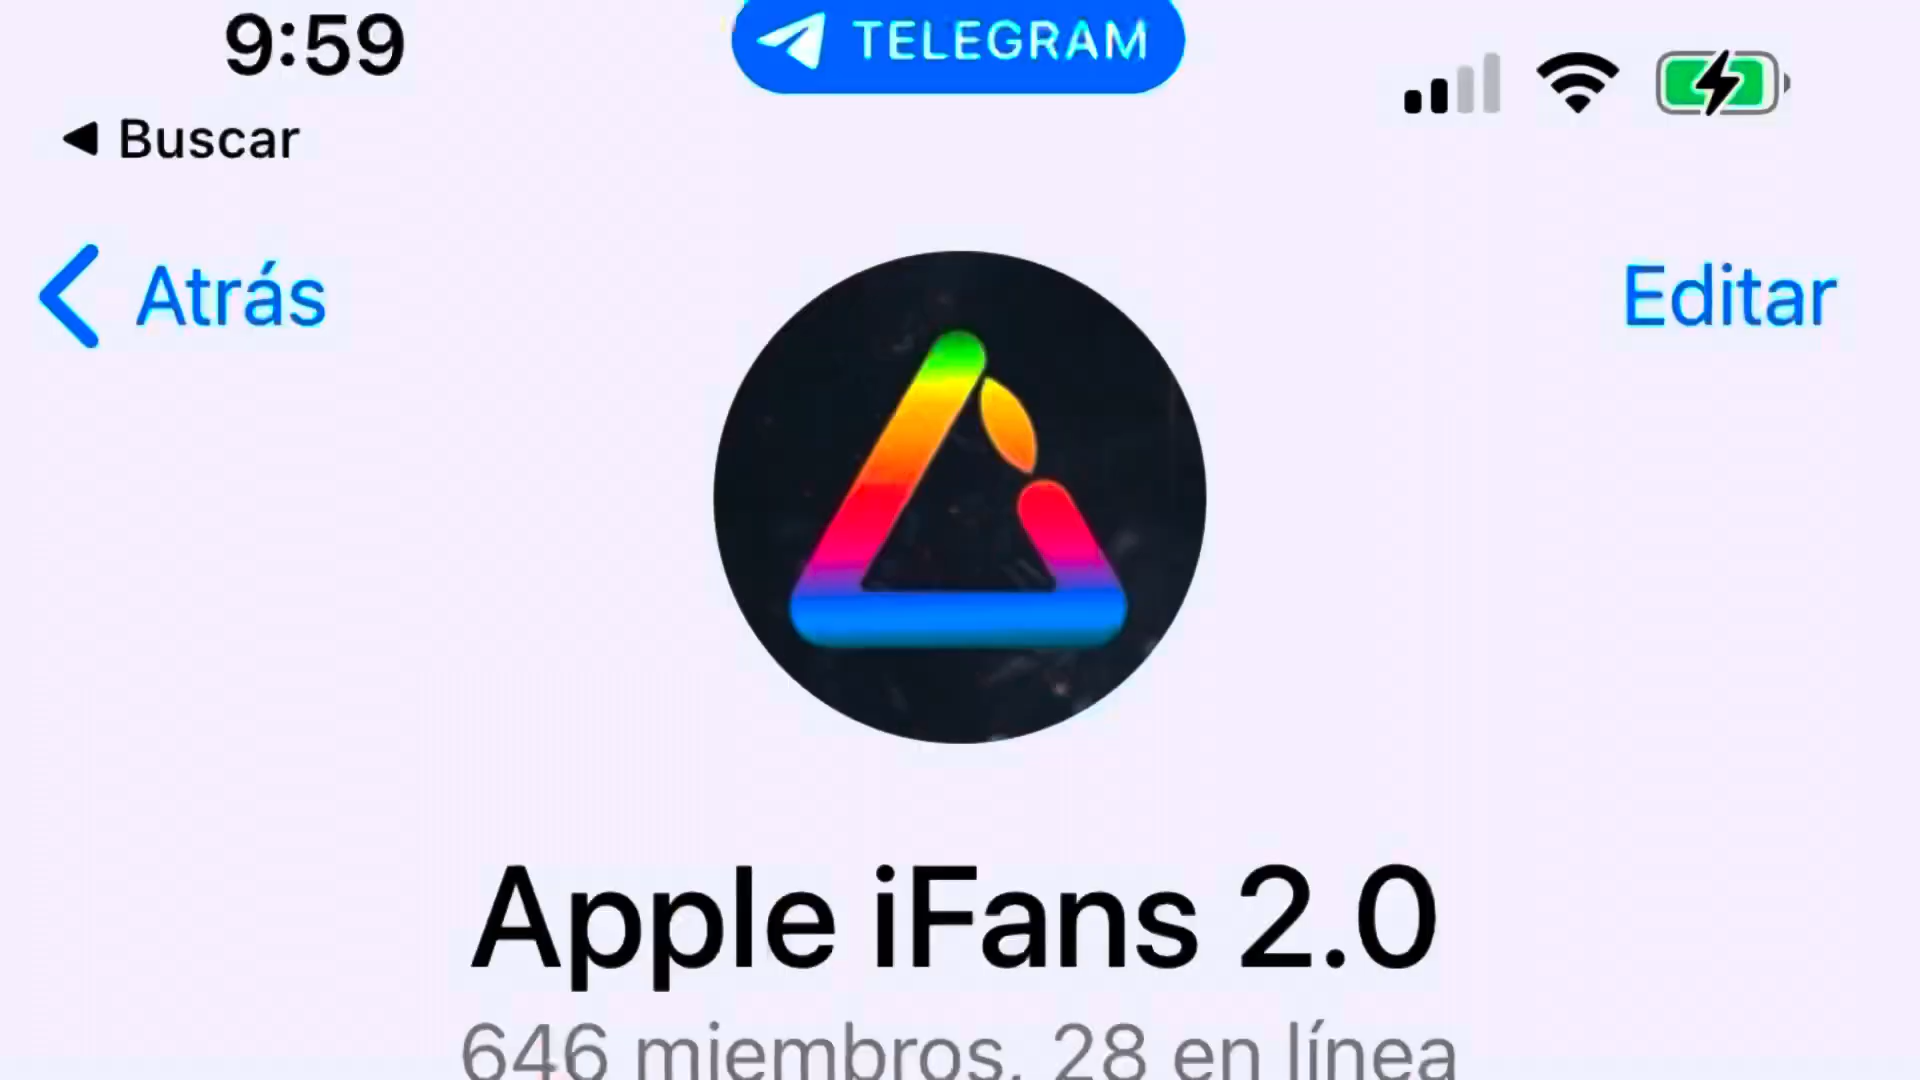 9:59
TELEGRAM
◀ Buscar
Atrás
Editar
Apple iFans 2.0
646 miembros, 28 en línea